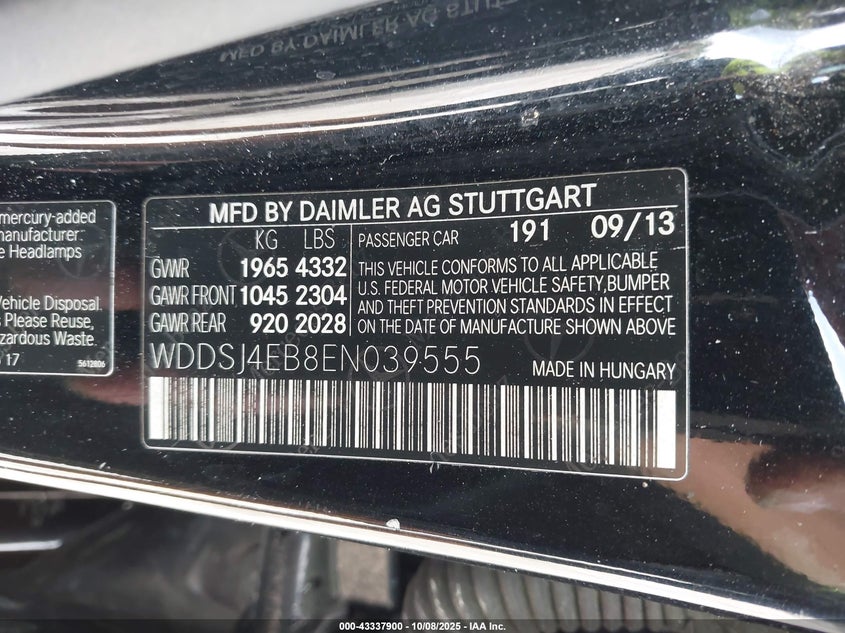 MFD BY DAIMLER AG STUTTGART
KG LBS
GVWR 1965 4332
GAWR FRONT 1045 2304
GAWR REAR 920 2028
PASSENGER CAR 191 09/13
THIS VEHICLE CONFORMS TO ALL APPLICABLE
U.S. FEDERAL MOTOR VEHICLE SAFETY, BUMPER
AND THEFT PREVENTION STANDARDS IN EFFECT
ON THE DATE OF MANUFACTURE SHOWN ABOVE
WDDSJ4EB8EN039555
MADE IN HUNGARY
mercury-added
manufacturer.
e Headlamps
Vehicle Disposal.
s Please Reuse,
azardous Waste.
17
5612806
000-43337900 - 10/08/2025 - IAA Inc.